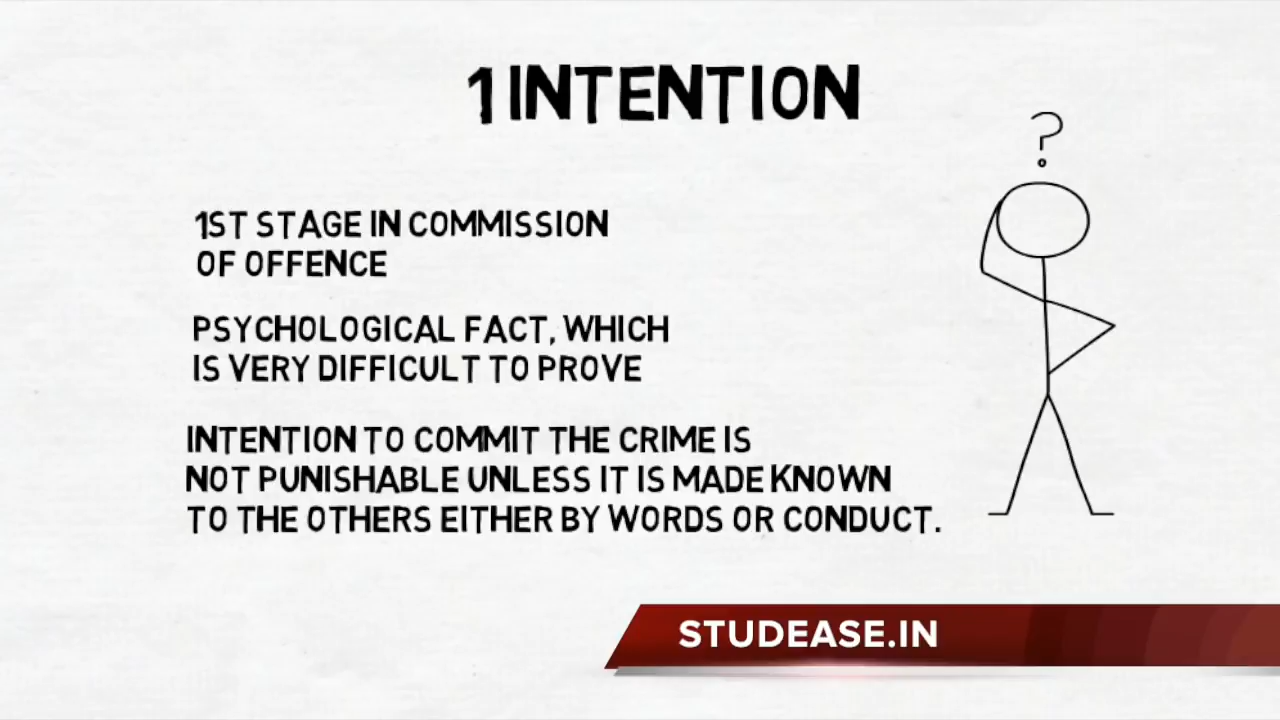 1 INTENTION
?
1ST STAGE IN COMMISSION
OF OFFENCE
PSYCHOLOGICAL FACT, WHICH
IS VERY DIFFICULT TO PROVE
INTENTION TO COMMIT THE CRIME IS
NOT PUNISHABLE UNLESS IT IS MADE KNOWN
TO THE OTHERS EITHER BY WORDS OR CONDUCT.
STUDEASE.IN